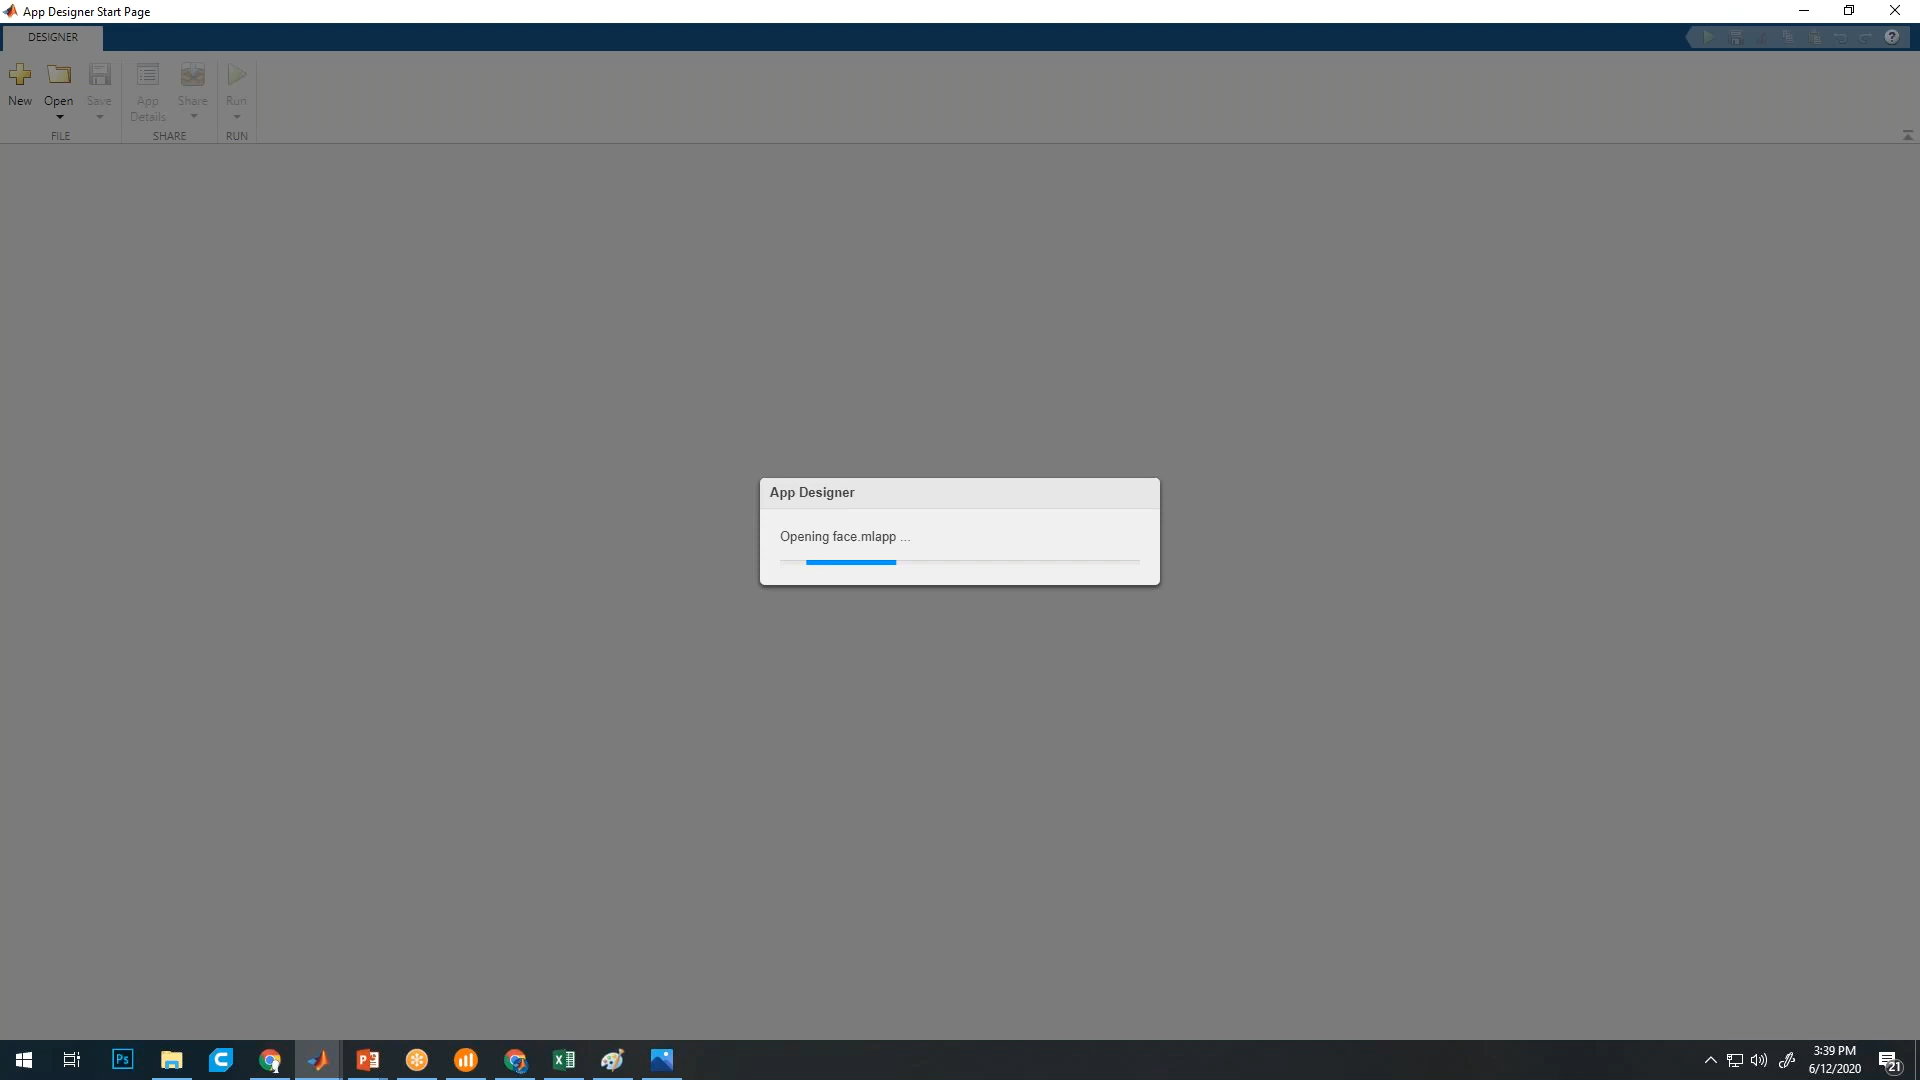 App Designer Start Page
DESIGNER
New
Open
Save
App
Details
Share
Run
FILE
SHARE
RUN
App Designer
Opening face.mlapp ...
Ps
3:39 PM
6/12/2020
21